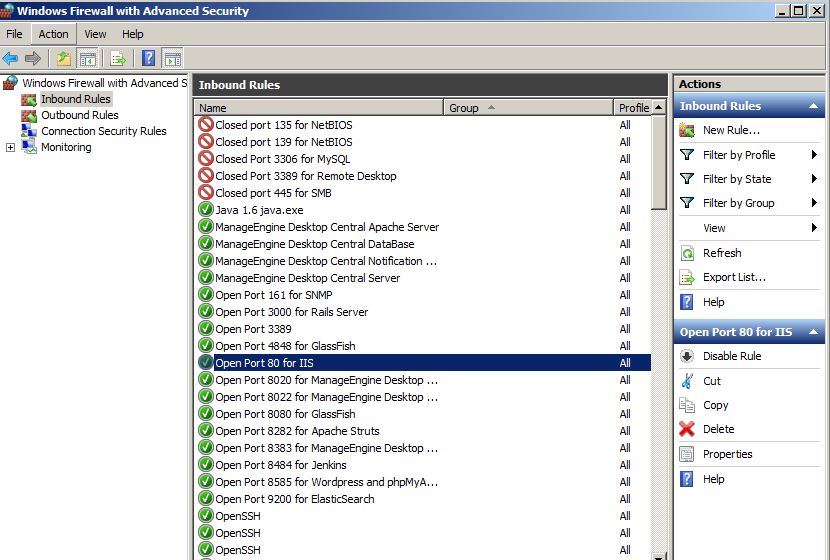 Windows Firewall with Advanced Security
File Action View Help
Windows Firewall with Advanced S
Inbound Rules
Outbound Rules
Connection Security Rules
Monitoring
Inbound Rules
Name Group Profile
Closed port 135 for NetBIOS All
Closed port 139 for NetBIOS All
Closed Port 3306 for MySQL All
Closed Port 3389 for Remote Desktop All
Closed port 445 for SMB All
Java 1.6 java.exe All
ManageEngine Desktop Central Apache Server All
ManageEngine Desktop Central DataBase All
ManageEngine Desktop Central Notification ... All
ManageEngine Desktop Central Server All
Open Port 161 for SNMP All
Open Port 3000 for Rails Server All
Open Port 3389 All
Open Port 4848 for GlassFish All
Open Port 80 for IIS All
Open Port 8020 for ManageEngine Desktop ... All
Open Port 8022 for ManageEngine Desktop ... All
Open Port 8080 for GlassFish All
Open Port 8282 for Apache Struts All
Open Port 8383 for ManageEngine Desktop ... All
Open Port 8484 for Jenkins All
Open Port 8585 for Wordpress and phpMyA... All
Open Port 9200 for ElasticSearch All
OpenSSH All
OpenSSH All
OpenSSH All
Actions
Inbound Rules
New Rule...
Filter by Profile
Filter by State
Filter by Group
View
Refresh
Export List...
Help
Open Port 80 for IIS
Disable Rule
Cut
Copy
Delete
Properties
Help